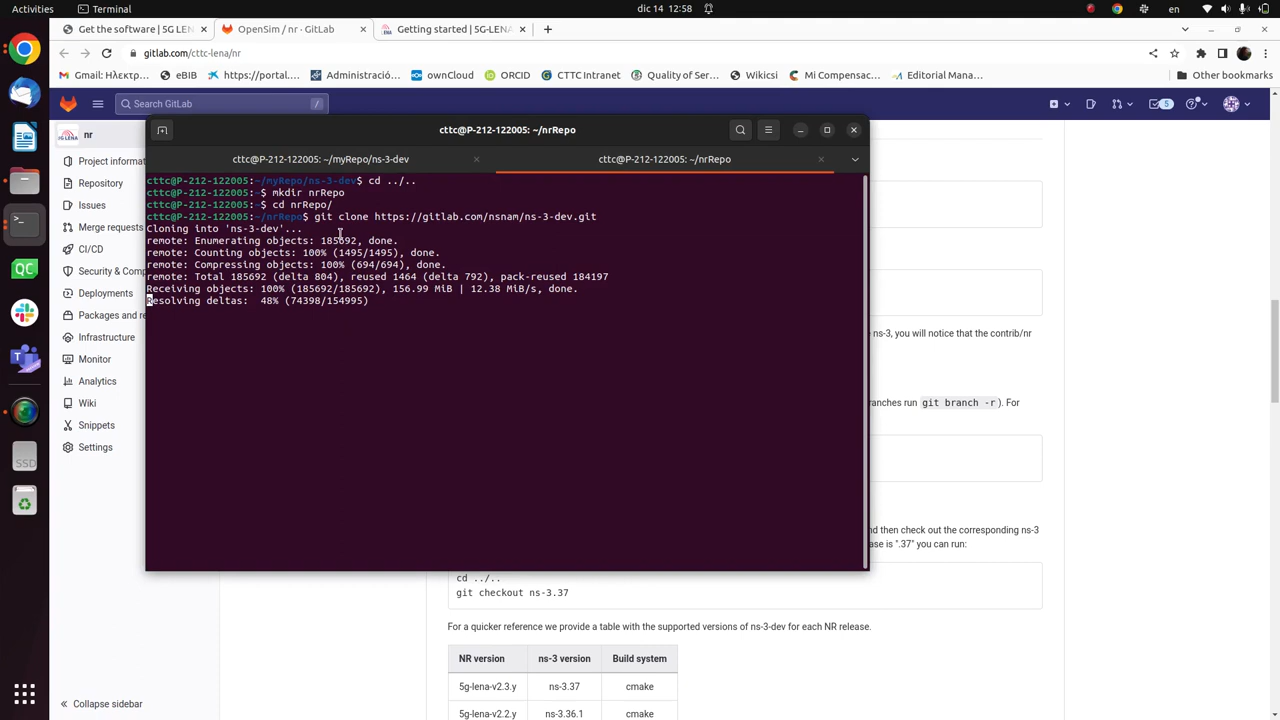 dic 14 12:58
en
Get the software | 5G LEN
OpenSim / nr · GitLab
Getting started | 5G-LENA
gitlab.com/cttc-lena/nr
Gmail: Ηλεκτρ...
eBIB
https://portal....
Administració...
ownCloud
ORCID
CTTC Intranet
Quality of Ser...
Wikicsi
Mi Compensac...
Editorial Mana...
Other bookmarks
Search GitLab
/
5
nr
Project informat
Repository
Issues
Merge requests
CI/CD
Security & Comp
Deployments
Packages and re
Infrastructure
Monitor
Analytics
Wiki
Snippets
Settings
Collapse sidebar
cttc@P-212-122005: ~/nrRepo
cttc@P-212-122005: ~/myRepo/ns-3-dev
cttc@P-212-122005: ~/nrRepo
cttc@P-212-122005:~/myRepo/ns-3-dev$ cd ../..
cttc@P-212-122005:~$ mkdir nrRepo
cttc@P-212-122005:~$ cd nrRepo/
cttc@P-212-122005:~/nrRepo$ git clone https://gitlab.com/nsnam/ns-3-dev.git
Cloning into 'ns-3-dev'...
remote: Enumerating objects: 185692, done.
remote: Counting objects: 100% (1495/1495), done.
remote: Compressing objects: 100% (694/694), done.
remote: Total 185692 (delta 804), reused 1464 (delta 792), pack-reused 184197
Receiving objects: 100% (185692/185692), 156.99 MiB | 12.38 MiB/s, done.
Resolving deltas:  48% (74398/154995)
e ns-3, you will notice that the contrib/nr
ranches run git branch -r). For
nd then check out the corresponding ns-3
ase is ".37" you can run:
cd ../..
git checkout ns-3.37
For a quicker reference we provide a table with the supported versions of ns-3-dev for each NR release.
NR version ns-3 version Build system
5g-lena-v2.3.y ns-3.37 cmake
5g-lena-v2.2.y ns-3.36.1 cmake
SSD